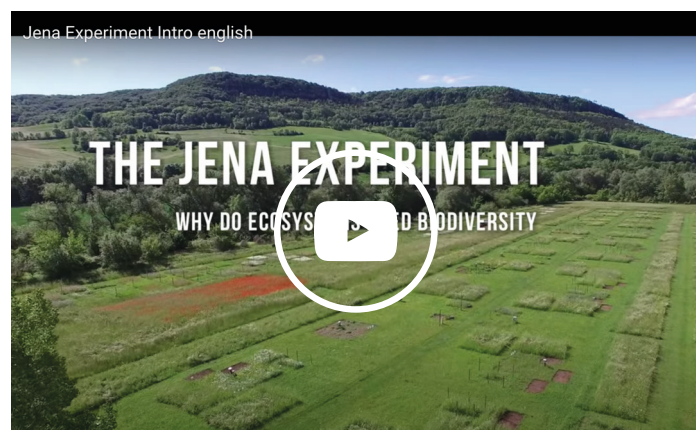 Jena Experiment Intro english
THE JENA EXPERIMENT
WHY DO BIODIVERSITY